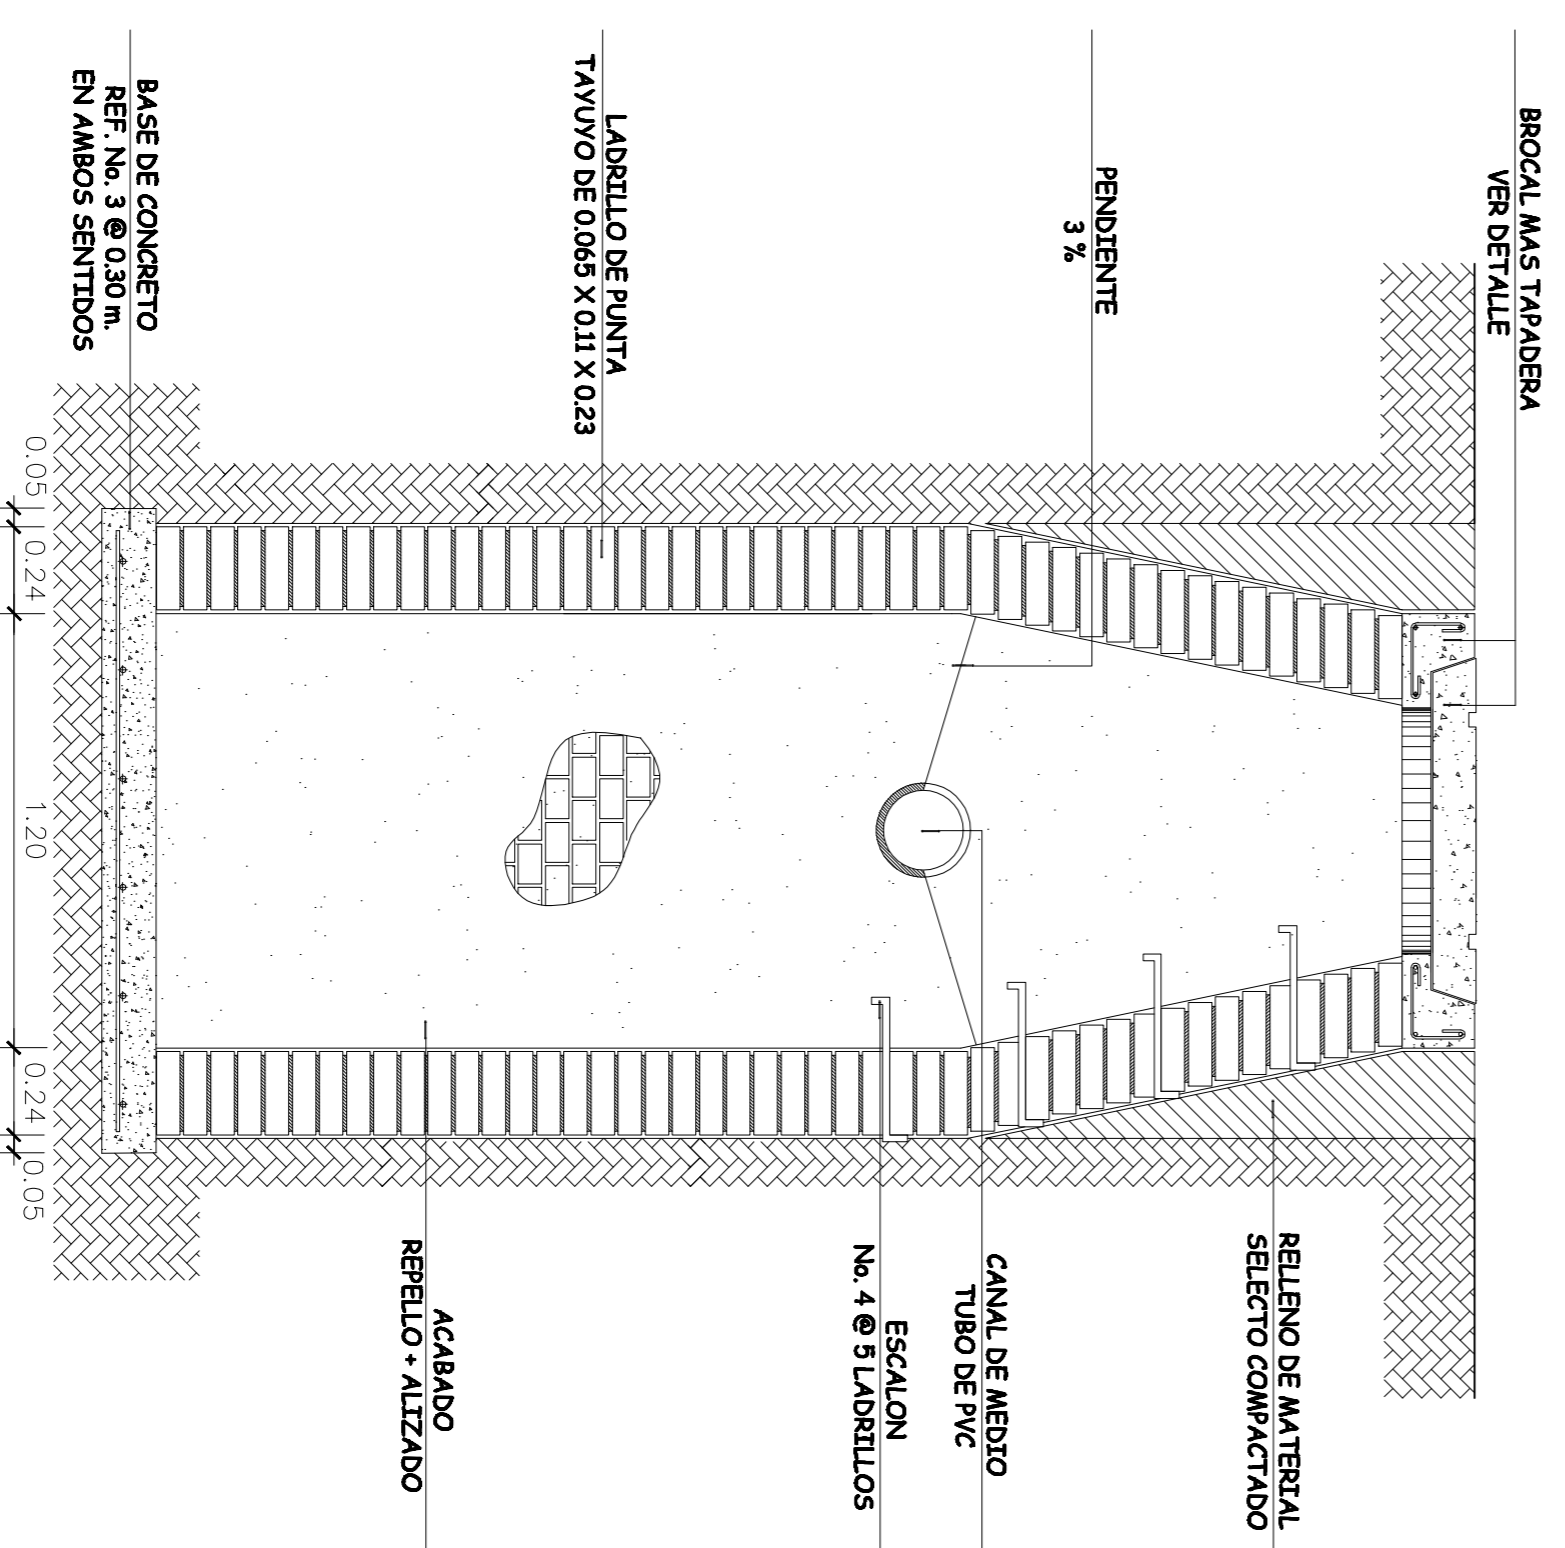 BROCAL MAS TAPADERA
VER DETALLE
PENDIENTE
3 %
LADRILLO DE PUNTA
TAYUYO DE 0.065 X 0.11 X 0.23
BASE DE CONCRETO
REF. No. 3 @ 0.30 m.
EN AMBOS SENTIDOS
RELLENO DE MATERIAL
SELECTO COMPACTADO
CANAL DE MEDIO
TUBO DE PVC
ESCALON
No. 4 @ 5 LADRILLOS
ACABADO
REPELLO + ALIZADO
0.05
0.24
1.20
0.24
0.05